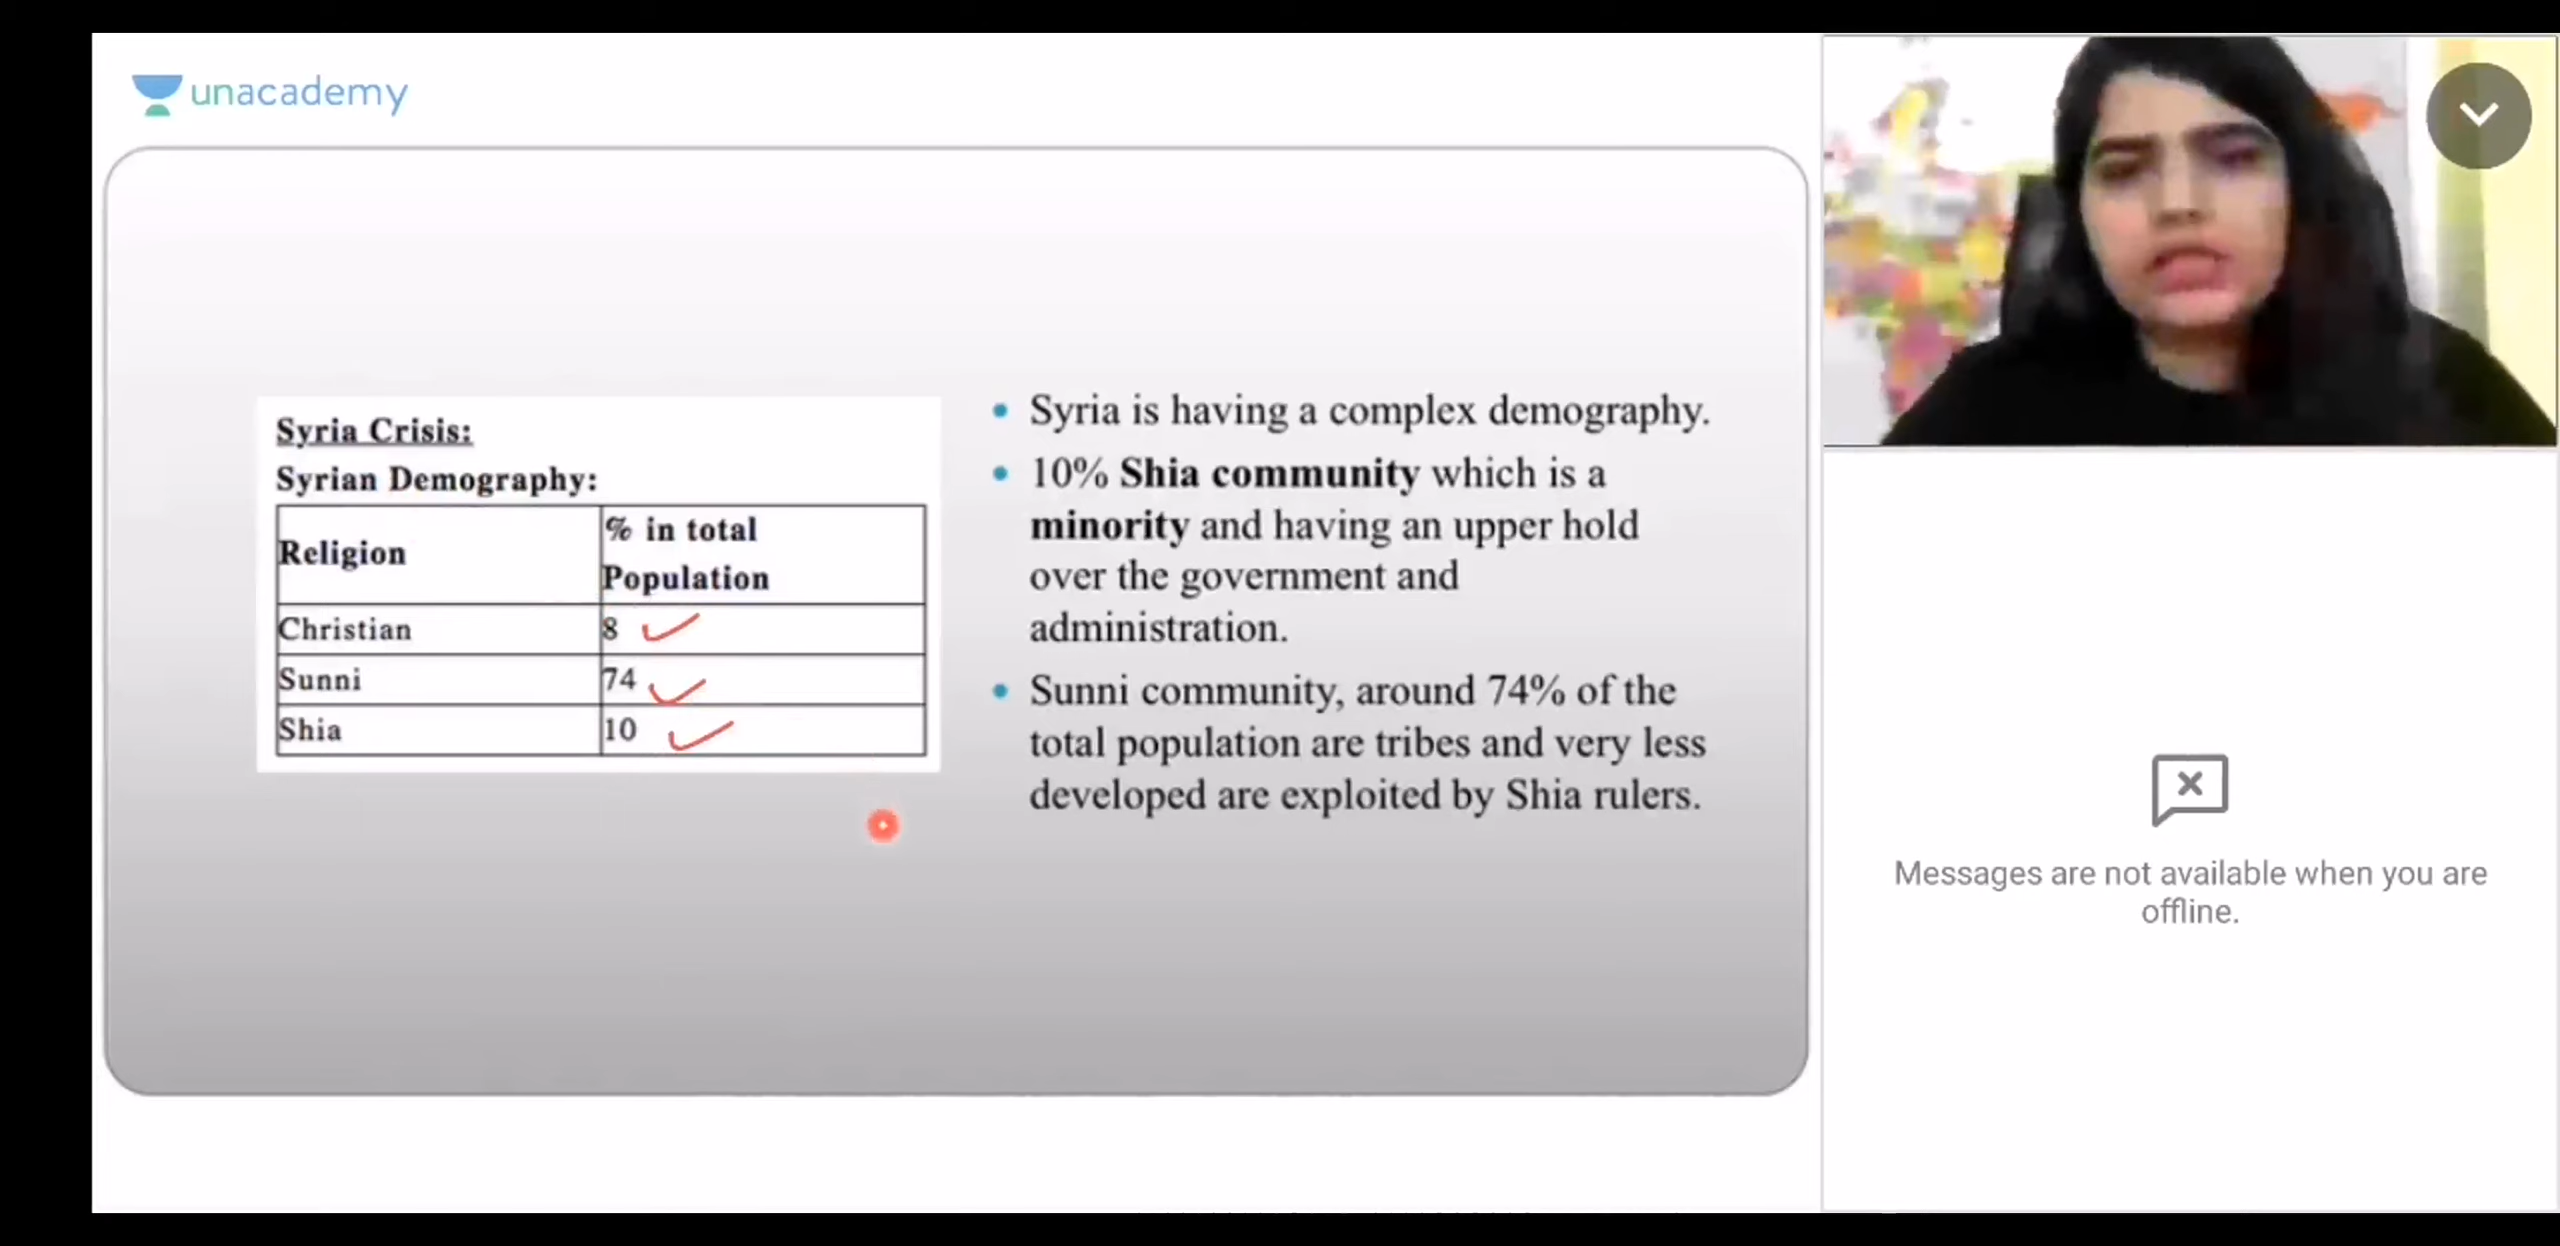 unacademy
Syria Crisis:
Syrian Demography:
Religion
% in total
Population
Christian
8
Sunni
74
Shia
10
Syria is having a complex demography.
10% Shia community which is a
minority and having an upper hold
over the government and
administration.
Sunni community, around 74% of the
total population are tribes and very less
developed are exploited by Shia rulers.
Messages are not available when you are
offline.